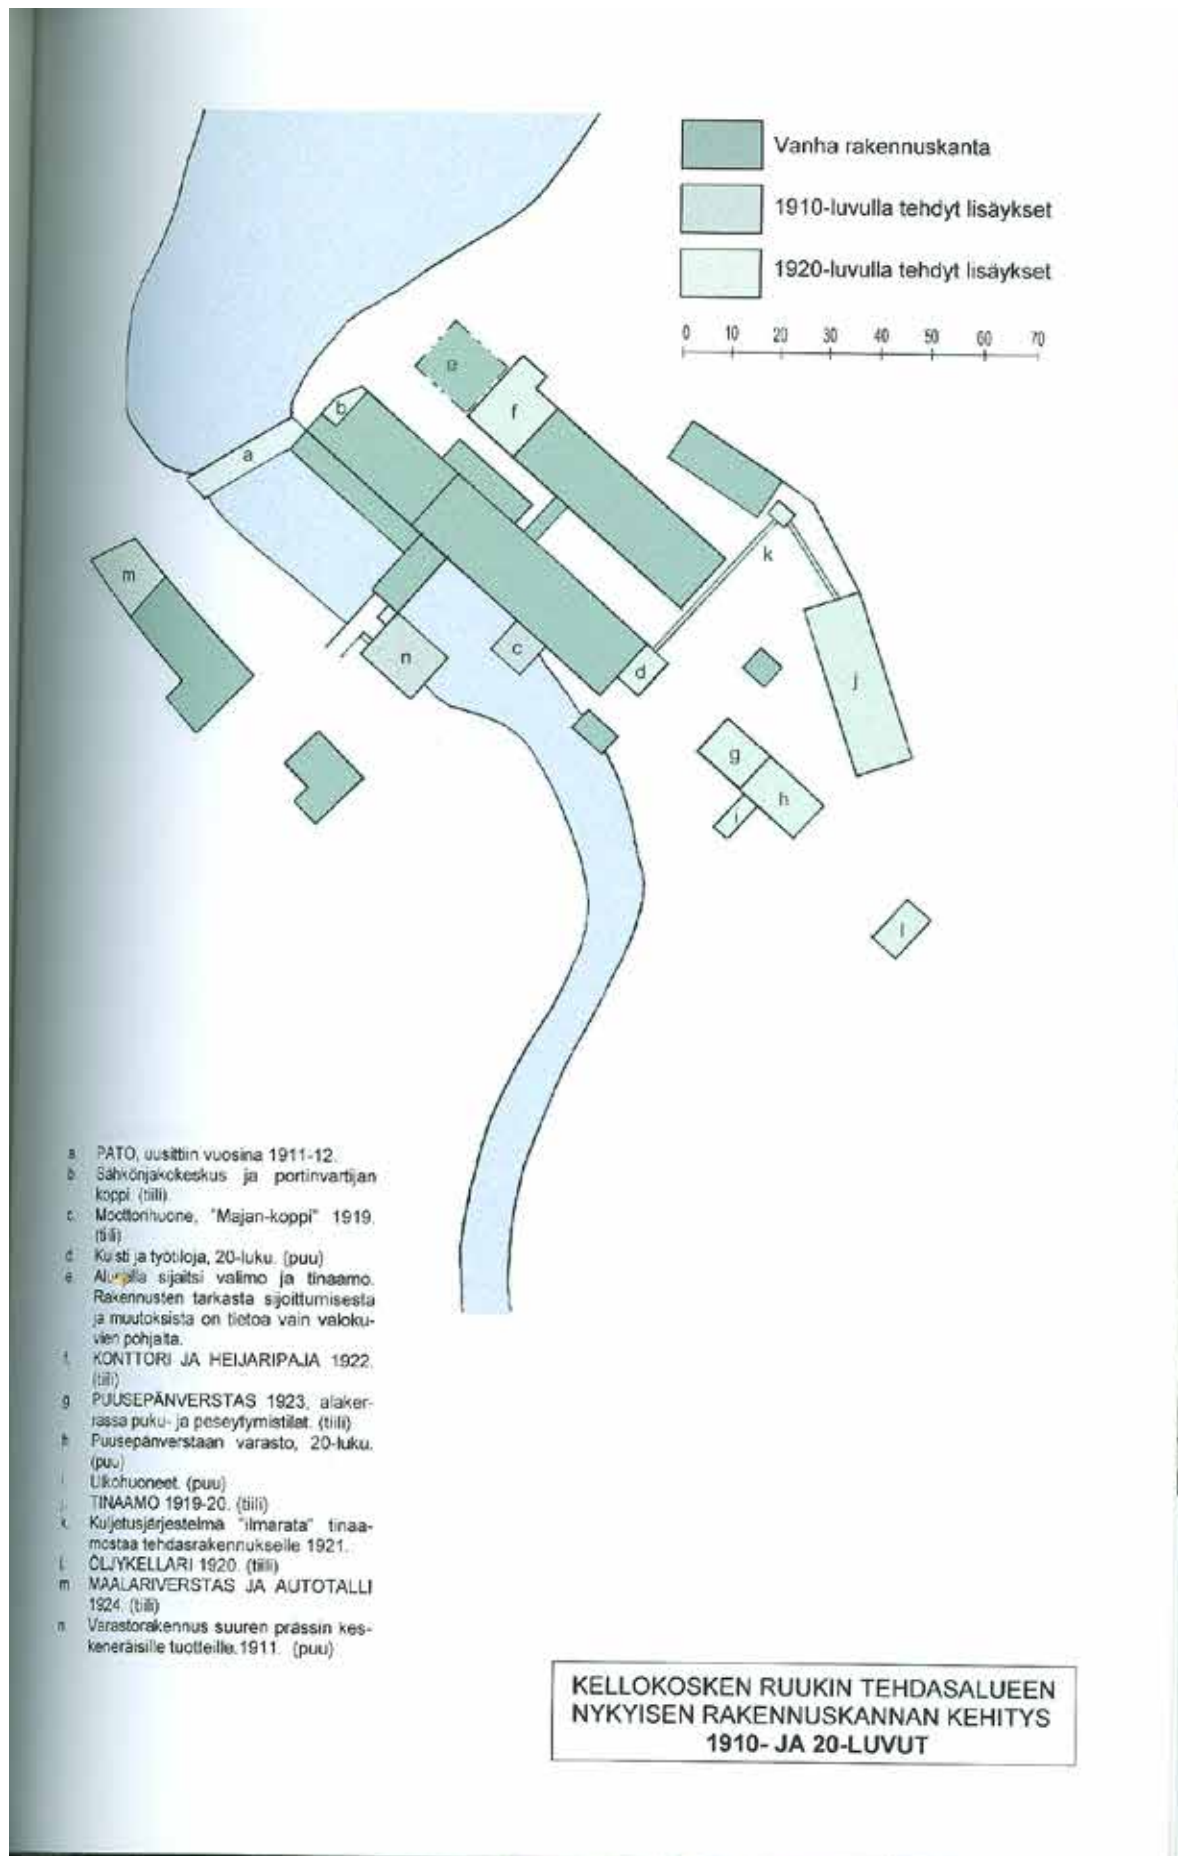 Vanha rakennuskanta
1910-luvulla tehdyt lisäykset
1920-luvulla tehdyt lisäykset
0 10 20 30 40 50 60 70
e
f
b
a
k
m
n
c
d
j
g
h
i
l
a PATO, uusittiin vuosina 1911-12.
b Sähkönjakokeskus ja portinvartijan
koppi. (tiili).
c. Moottorihuone, "Majan-koppi" 1919.
(tiili)
d Kuisti ja työtiloja, 20-luku. (puu)
e sijaitsi valimo ja tinaamo.
Rakennusten tarkasta sijoittumisesta
ja muutoksista on tietoa vain valoku-
vien pohjalta.
f. KONTTORI JA HEIJARIPAJA 1922.
(tiili)
g PUUSEPÄNVERSTAS 1923, alaker-
rassa puku- ja peseytymistilat. (tiili)
h Puusepänverstaan varasto, 20-luku.
(puu)
i Ulkohuoneet. (puu)
j. TINAAMO 1919-20. (tiili)
k. Kuljetusjärjestelmä "ilmarata" tinaa-
mostaa tehdasrakennukselle 1921.
l. ÖLJYKELLARI 1920. (tiili)
m MAALARIVERSTAS JA AUTOTALLI
1924. (tiili)
n. Varastorakennus suuren prässin kes-
keneräisille tuotteille.1911. (puu)
KELLOKOSKEN RUUKIN TEHDASALUEEN
NYKYISEN RAKENNUSKANNAN KEHITYS
1910- JA 20-LUVUT